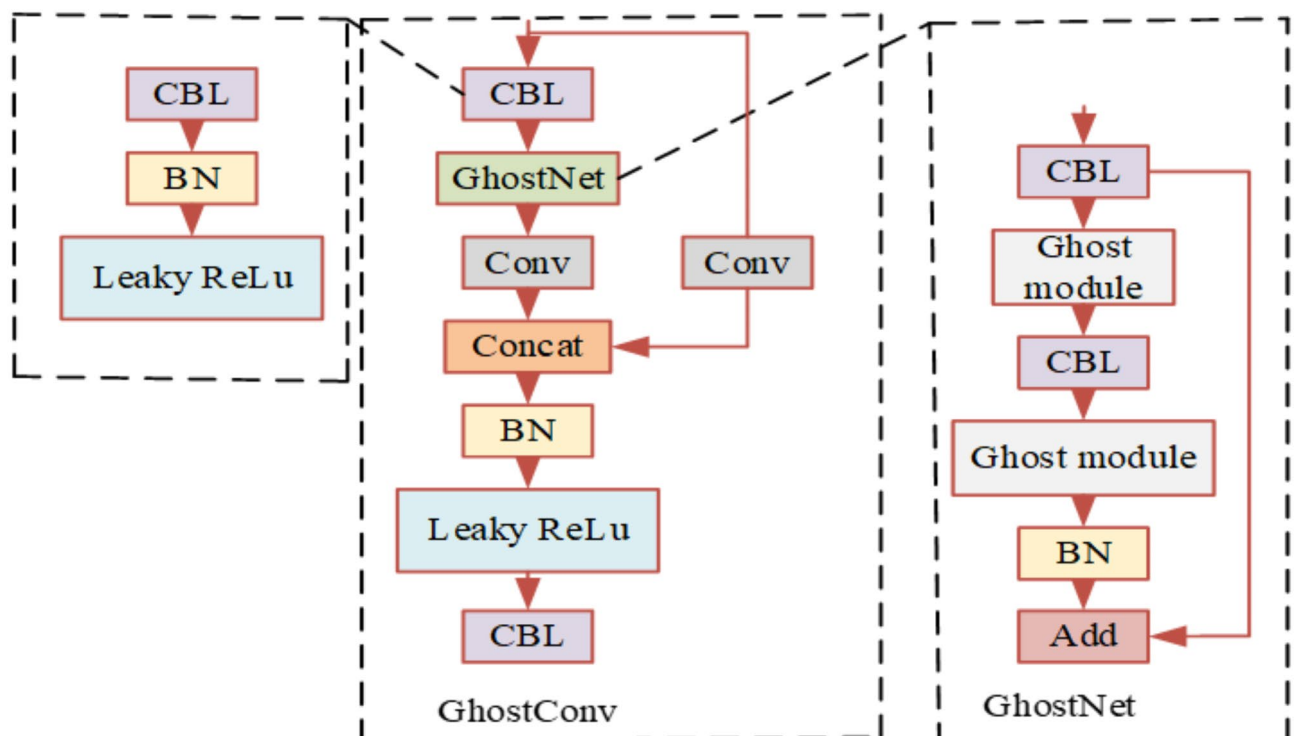 CBL
BN
Leaky ReLu
CBL
GhostNet
Conv
Conv
Concat
BN
Leaky ReLu
CBL
GhostConv
CBL
Ghost
module
CBL
Ghost module
BN
Add
GhostNet